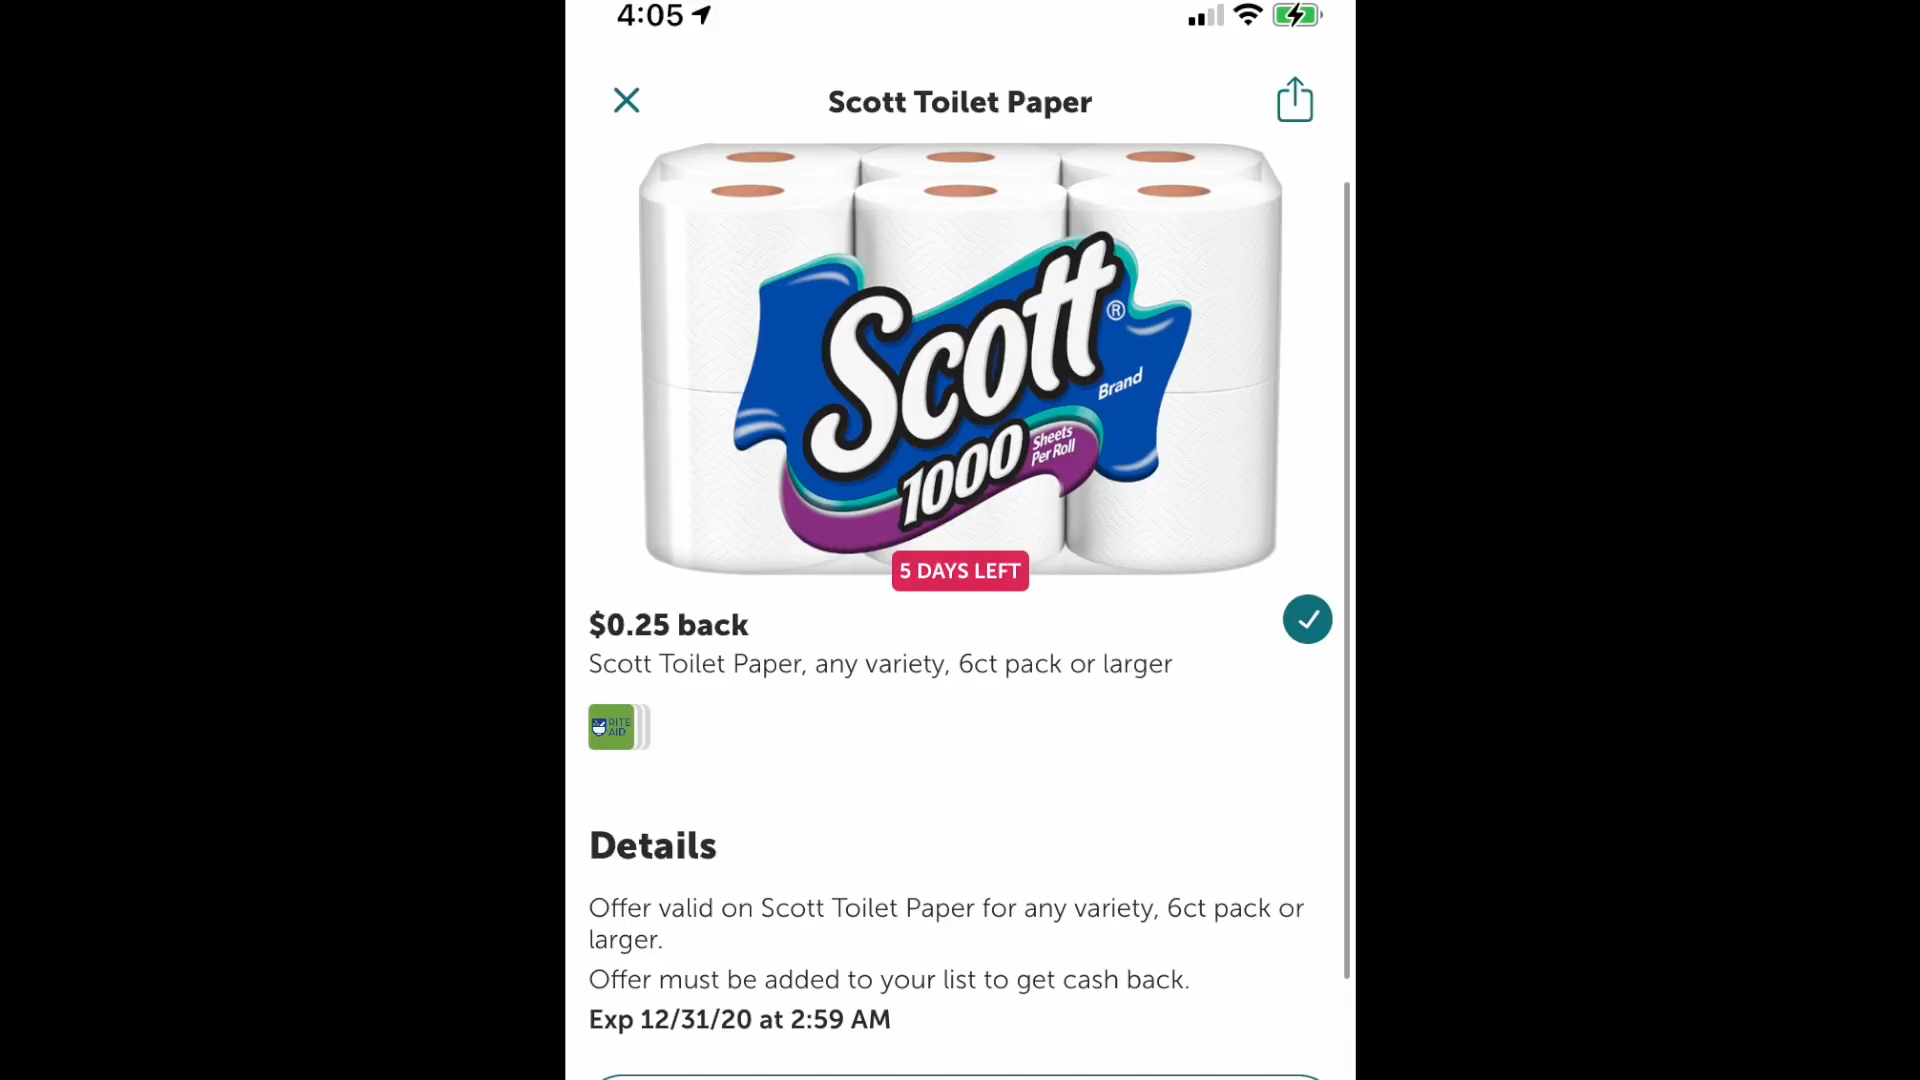 4:05
Scott Toilet Paper
Scott®
Brand
1000 Sheets
Per Roll
5 DAYS LEFT
$0.25 back
Scott Toilet Paper, any variety, 6ct pack or larger
RITE
AID
Details
Offer valid on Scott Toilet Paper for any variety, 6ct pack or
larger.
Offer must be added to your list to get cash back.
Exp 12/31/20 at 2:59 AM